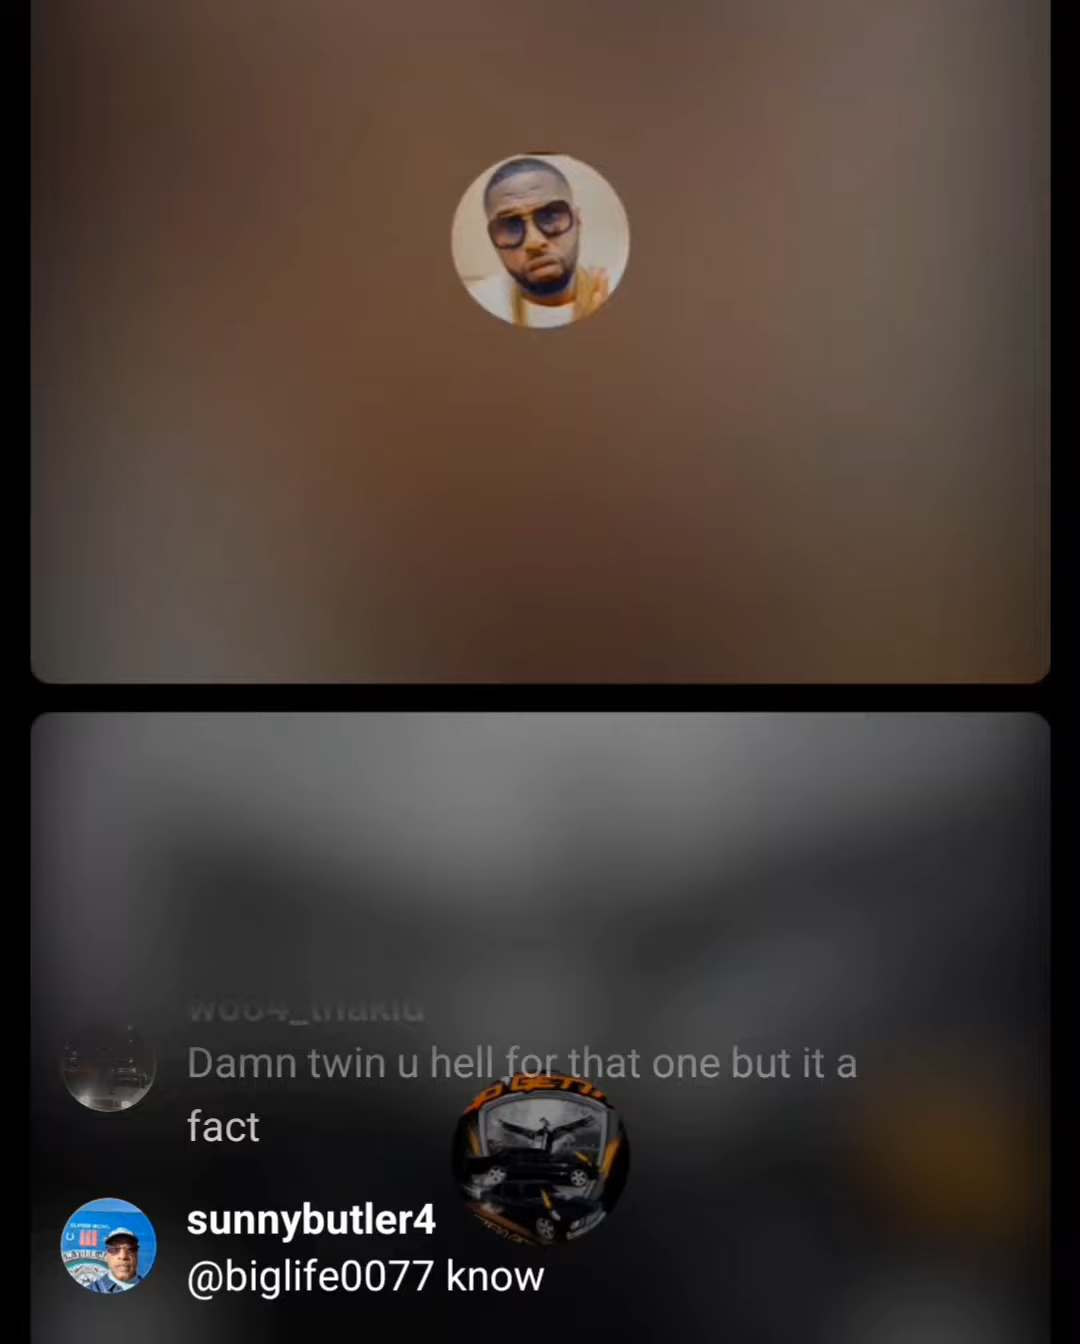 Damn twin u hell for that one but it a
fact
sunnybutler4
@biglife0077 know